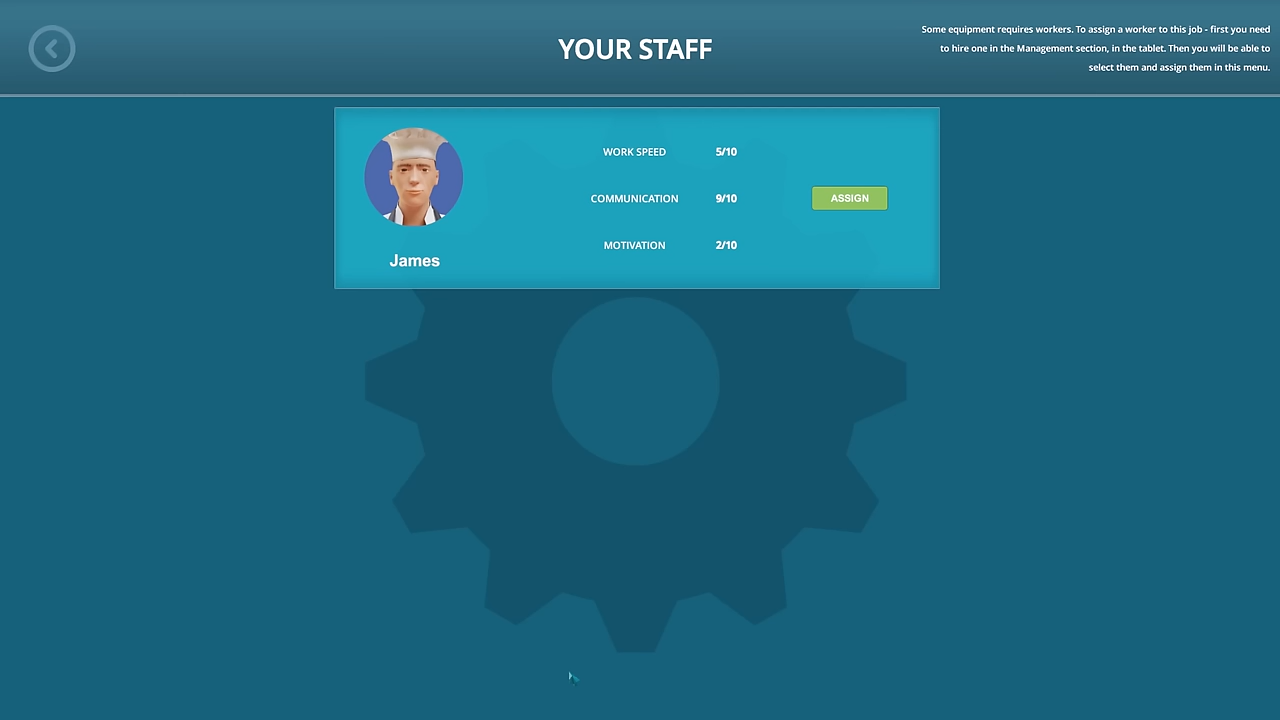 YOUR STAFF
Some equipment requires workers. To assign a worker to this job - first you need
to hire one in the Management section, in the tablet. Then you will be able to
select them and assign them in this menu.
WORK SPEED 5/10
COMMUNICATION 9/10
ASSIGN
MOTIVATION 2/10
James